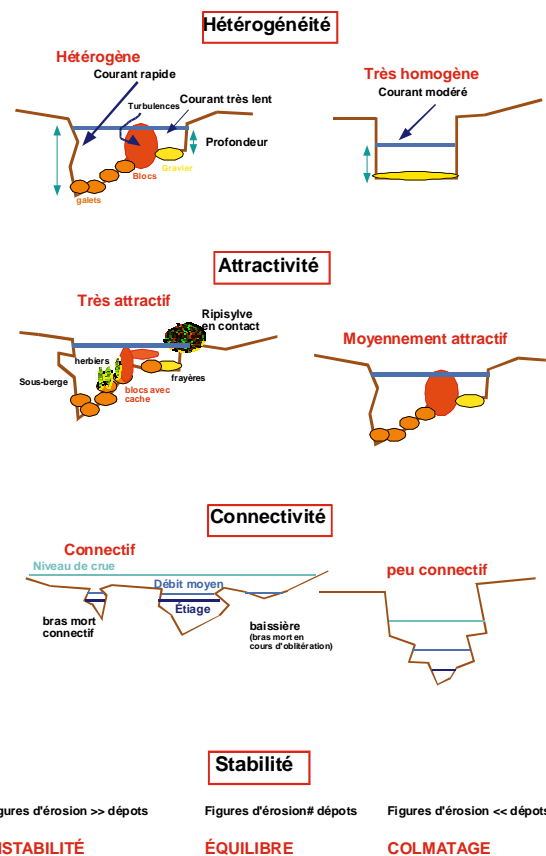 Hétérogénéité
Hétérogène
Courant rapide
Très homogène
Courant modéré
Turbulences
Courant très lent
Profondeur
Blocs
Gravier
galets
Attractivité
Très attractif
Ripisylve
en contact
Moyennement attractif
herbiers
Sous-berge
frayères
blocs avec
cache
Connectivité
Connectif
Niveau de crue
peu connectif
Débit moyen
Étiage
bras mort
connectif
baissière
(bras mort en
cours d'oblitération)
Stabilité
gures d'érosion >> dépots
Figures d'érosion# dépots
Figures d'érosion << dépots
NSTABILITÉ
ÉQUILIBRE
COLMATAGE